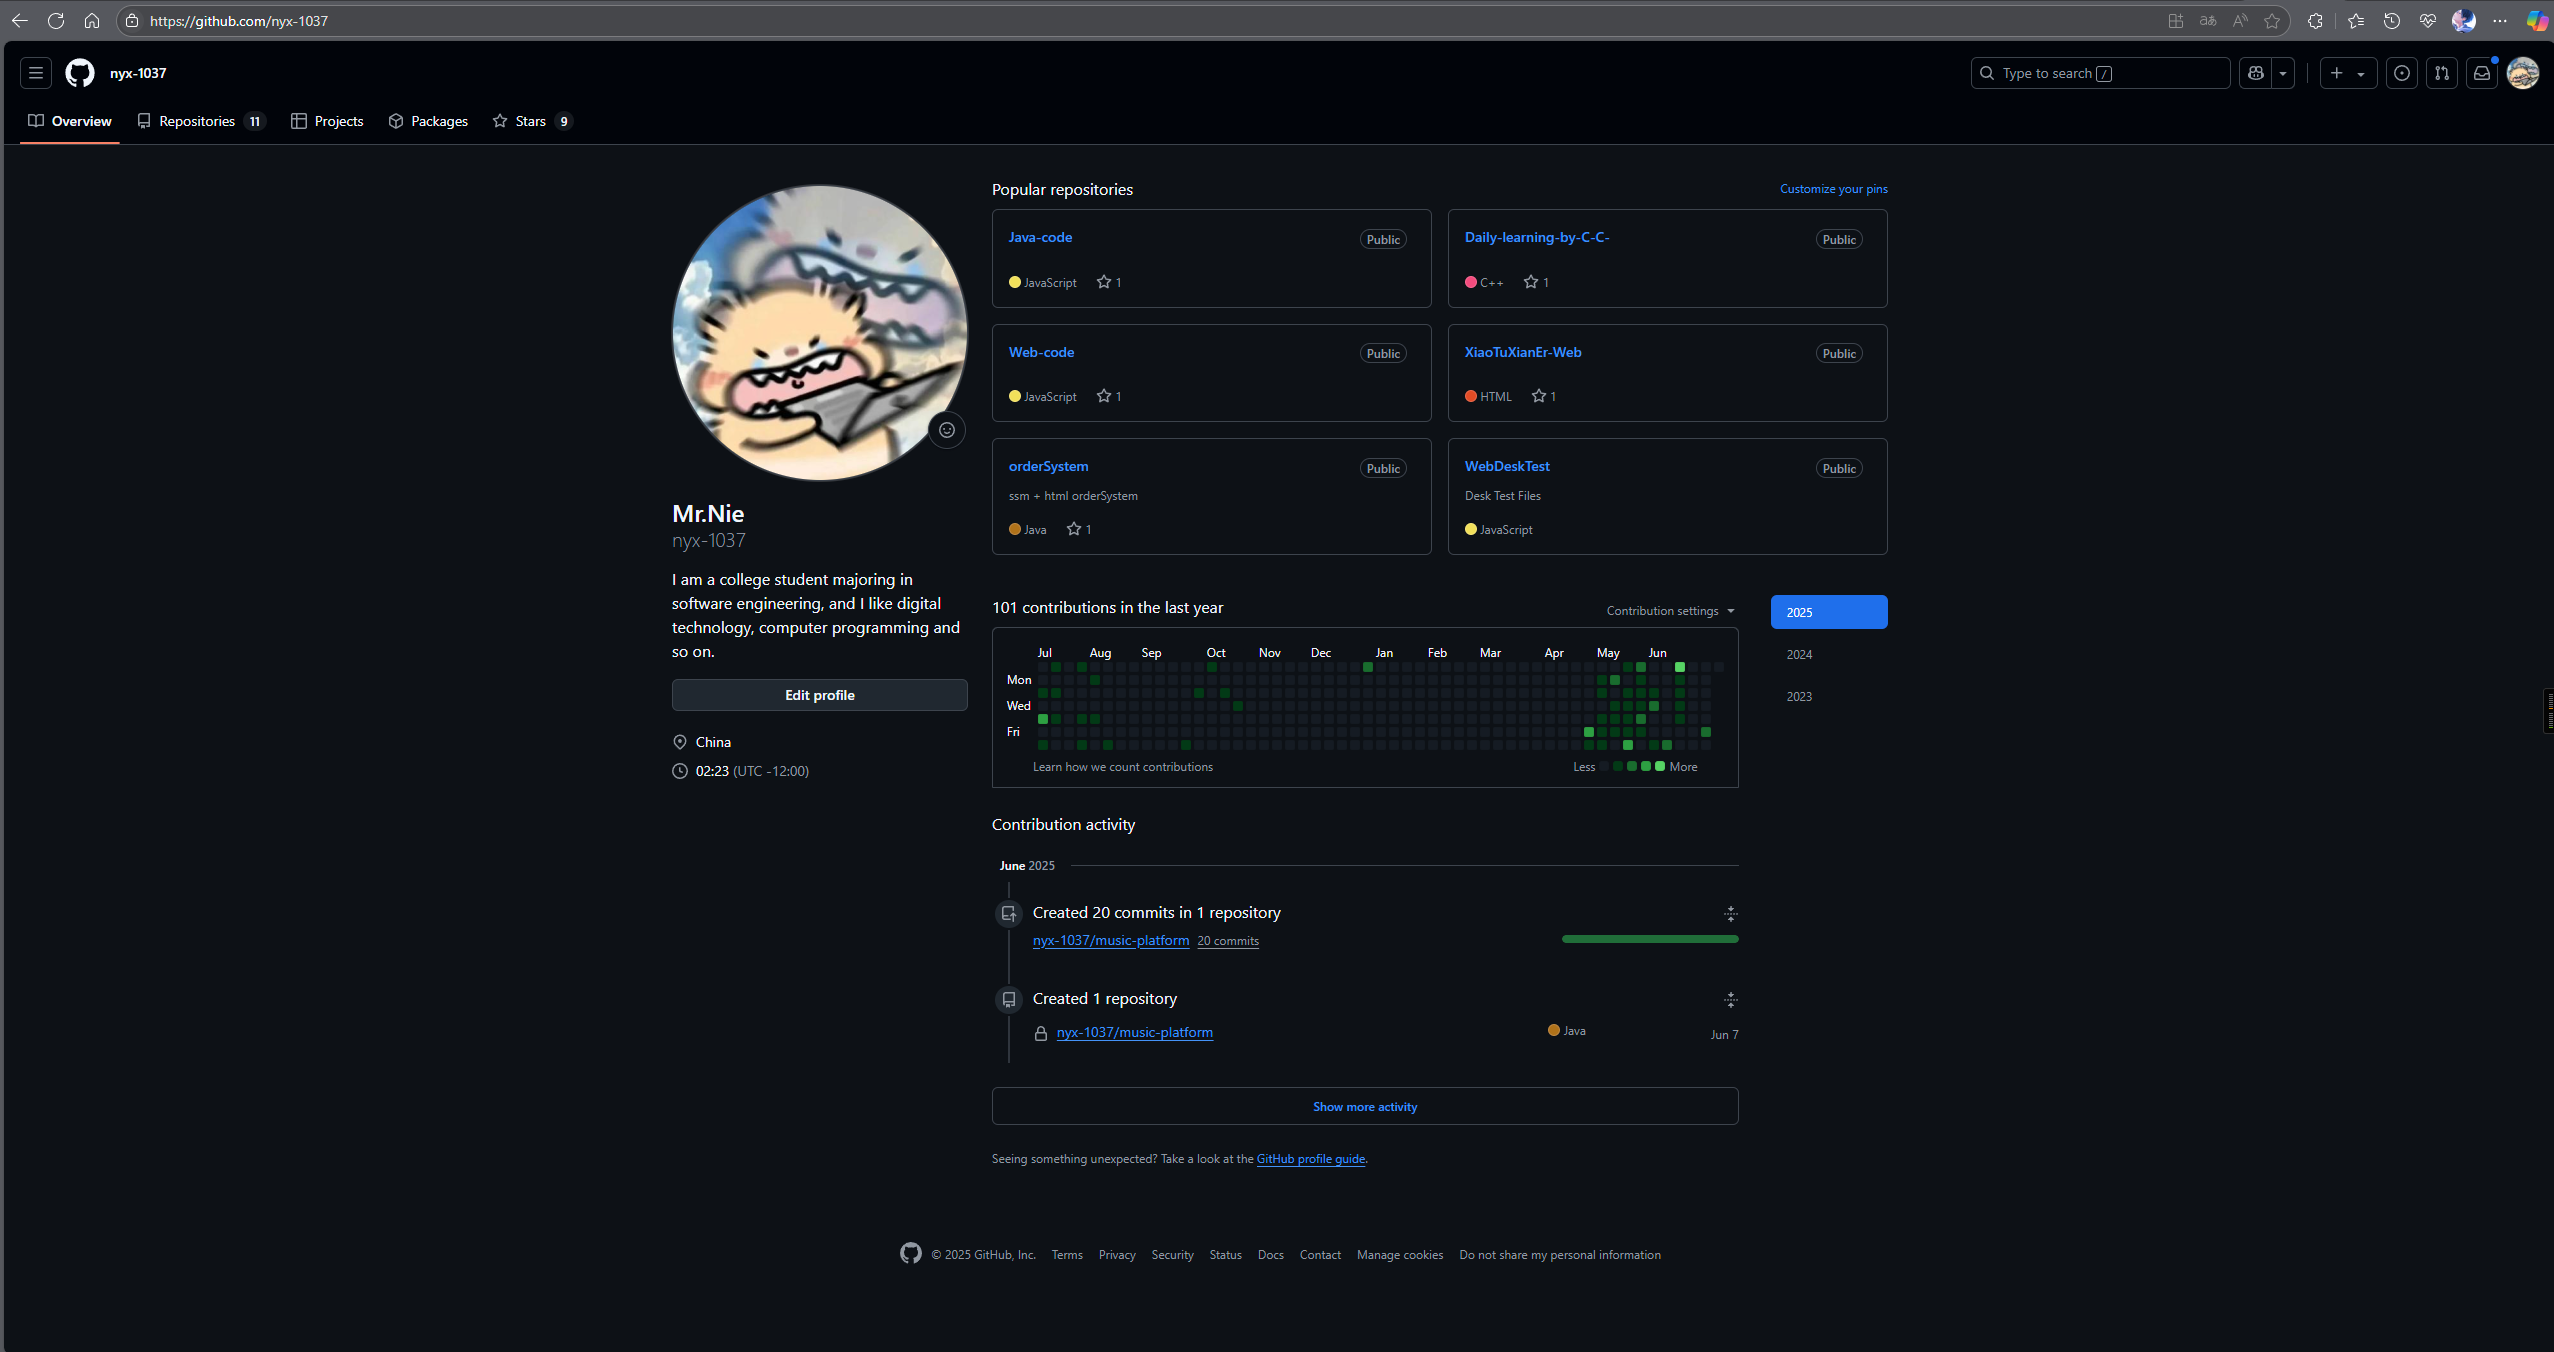 https://github.com/nyx-1037
nyx-1037
Type to search /
Overview
Repositories 11
Projects
Packages
Stars 9
Mr.Nie
nyx-1037
I am a college student majoring in
software engineering, and I like digital
technology, computer programming and
so on.
Edit profile
China
02:23 (UTC -12:00)
Popular repositories
Customize your pins
Java-code
Public
JavaScript
1
Daily-learning-by-C-C-
Public
C++
1
Web-code
Public
JavaScript
1
XiaoTuXianEr-Web
Public
HTML
1
orderSystem
Public
ssm + html orderSystem
Java
1
WebDeskTest
Public
Desk Test Files
JavaScript
101 contributions in the last year
Contribution settings
2025
2024
2023
Jul Aug Sep Oct Nov Dec Jan Feb Mar Apr May Jun
Mon
Wed
Fri
Learn how we count contributions
Less
More
Contribution activity
June 2025
Created 20 commits in 1 repository
nyx-1037/music-platform 20 commits
Created 1 repository
nyx-1037/music-platform
Java
Jun 7
Show more activity
Seeing something unexpected? Take a look at the GitHub profile guide.
© 2025 GitHub, Inc. Terms Privacy Security Status Docs Contact Manage cookies Do not share my personal information